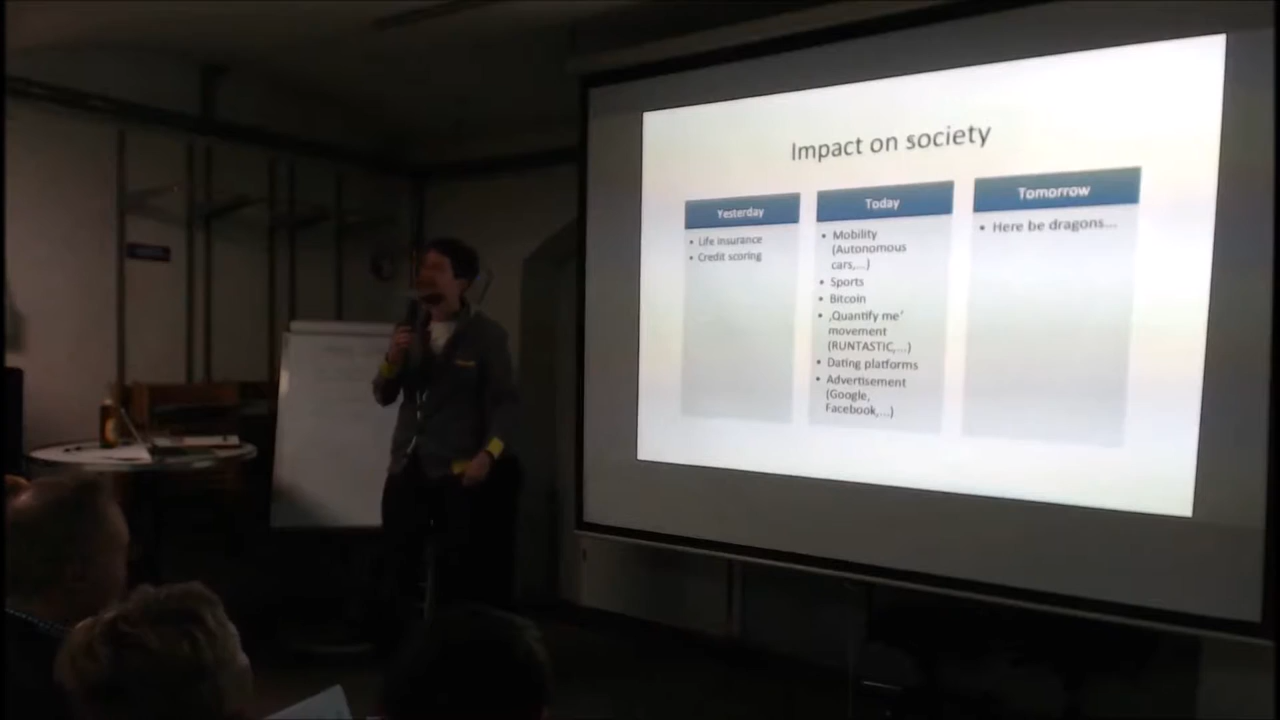 Impact on society
Yesterday
• Life insurance
• Credit scoring
Today
• Mobility
(Autonomous
cars,...)
• Sports
• Bitcoin
• ‚Quantify me‘
movement
(RUNTASTIC,...)
• Dating platforms
• Advertisement
(Google,
Facebook,...)
Tomorrow
• Here be dragons...